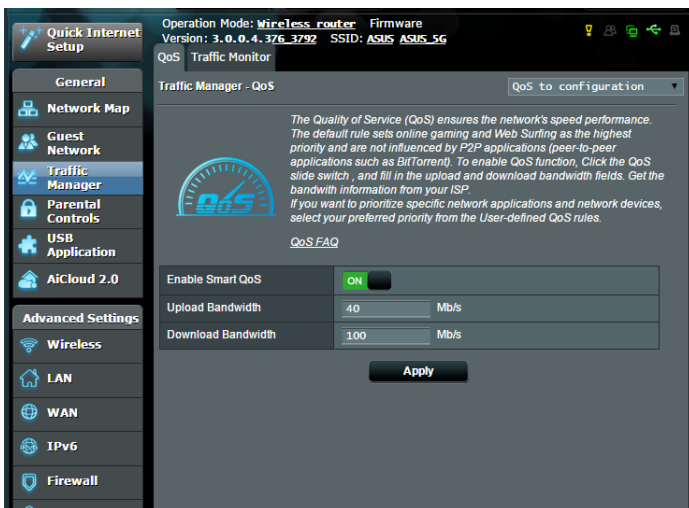 Quick Internet
Setup
Operation Mode: Wireless router Firmware
Version: 3.0.0.4.376_3792 SSID: ASUS ASUS_5G
QoS Traffic Monitor
General
Network Map
Guest
Network
Traffic
Manager
Parental
Controls
USB
Application
AiCloud 2.0
Advanced Settings
Wireless
LAN
WAN
IPv6
Firewall
Traffic Manager - QoS
QoS to configuration
QoS
The Quality of Service (QoS) ensures the network's speed performance.
The default rule sets online gaming and Web Surfing as the highest
priority and are not influenced by P2P applications (peer-to-peer
applications such as BitTorrent). To enable QoS function, Click the QoS
slide switch , and fill in the upload and download bandwidth fields. Get the
bandwith information from your ISP.
If you want to prioritize specific network applications and network devices,
select your preferred priority from the User-defined QoS rules.
QoS FAQ
Enable Smart QoS ON
Upload Bandwidth 40 Mb/s
Download Bandwidth 100 Mb/s
Apply